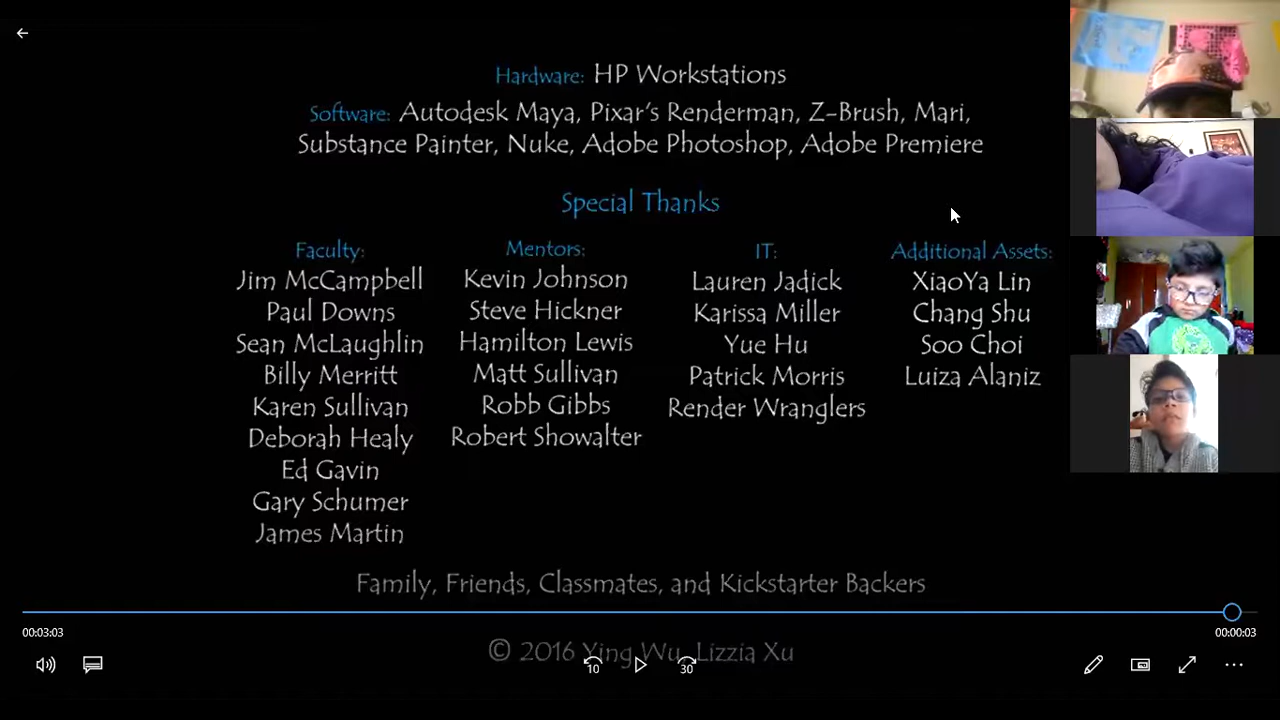 Hardware: HP Workstations
Software: Autodesk Maya, Pixar's Renderman, Z-Brush, Mari,
Substance Painter, Nuke, Adobe Photoshop, Adobe Premiere
Special Thanks
Faculty:
Jim McCampbell
Paul Downs
Sean McLaughlin
Billy Merritt
Karen Sullivan
Deborah Healy
Ed Gavin
Gary Schumer
James Martin
Mentors:
Kevin Johnson
Steve Hickner
Hamilton Lewis
Matt Sullivan
Robb Gibbs
Robert Showalter
IT:
Lauren Jadick
Karissa Miller
Yue Hu
Patrick Morris
Render Wranglers
Additional Assets:
XiaoYa Lin
Chang Shu
Soo Choi
Luiza Alaniz
Family, Friends, Classmates, and Kickstarter Backers
00:03:03
00:00:03
© 2016 Ying Wu, Lizzia Xu
10
30